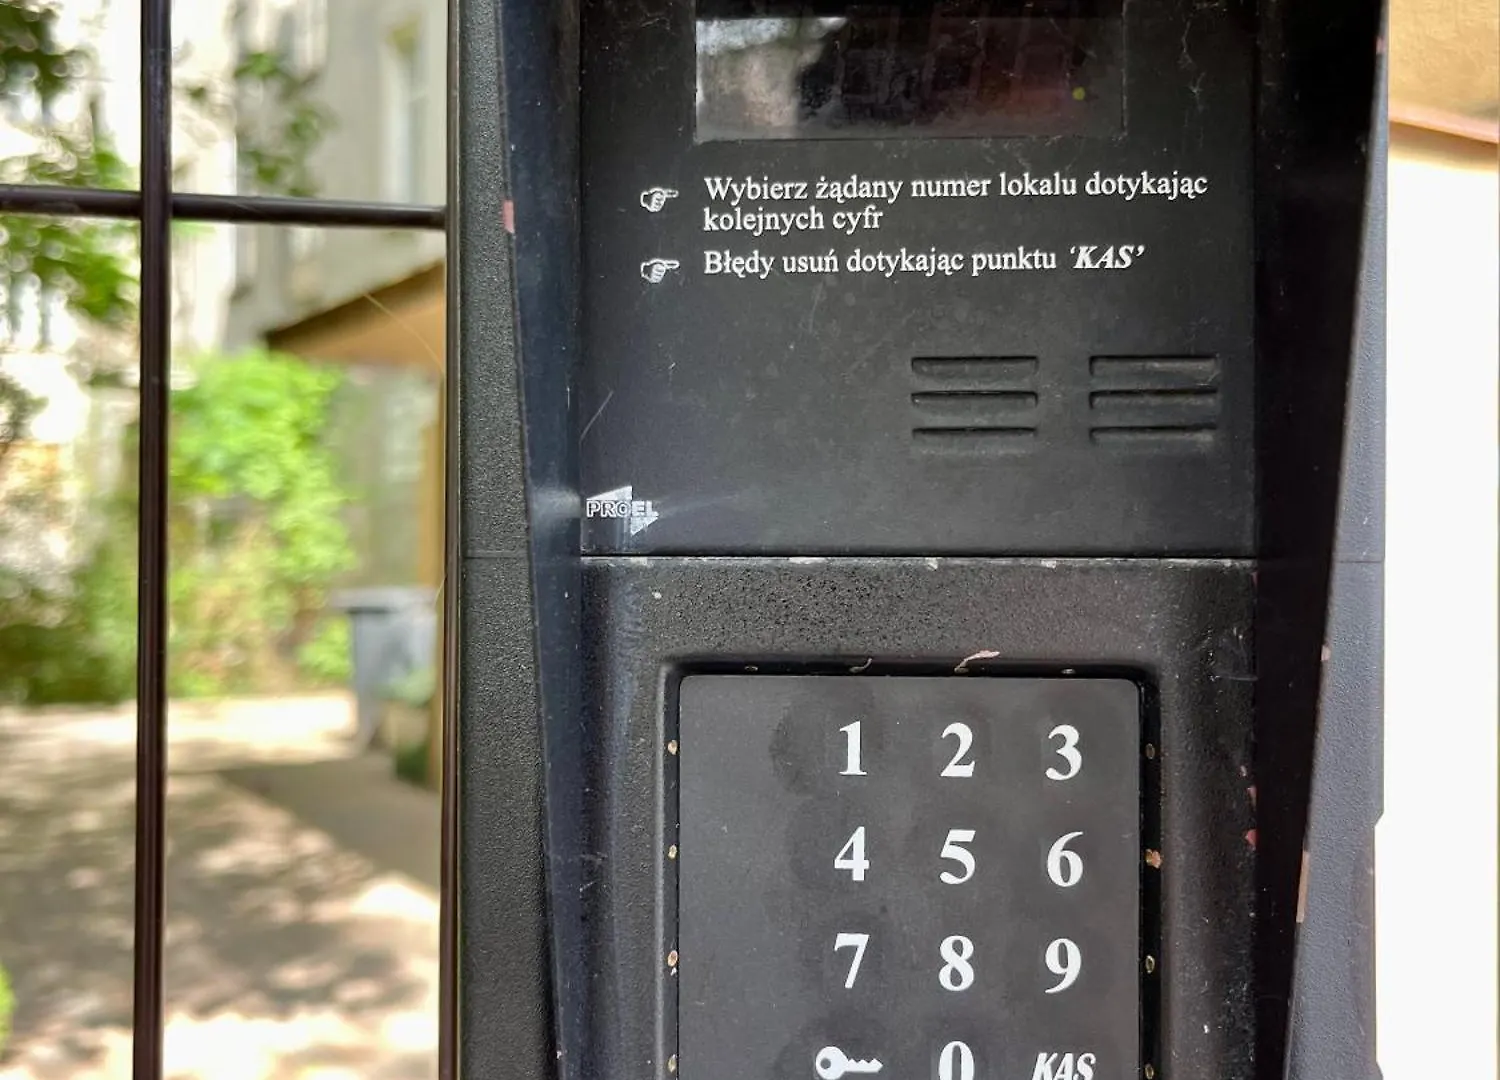 Wybierz żądany numer lokalu dotykając
kolejnych cyfr
Błędy usuń dotykając punktu 'KAS'
PROEL
1 2 3
4 5 6
7 8 9
0 KAS